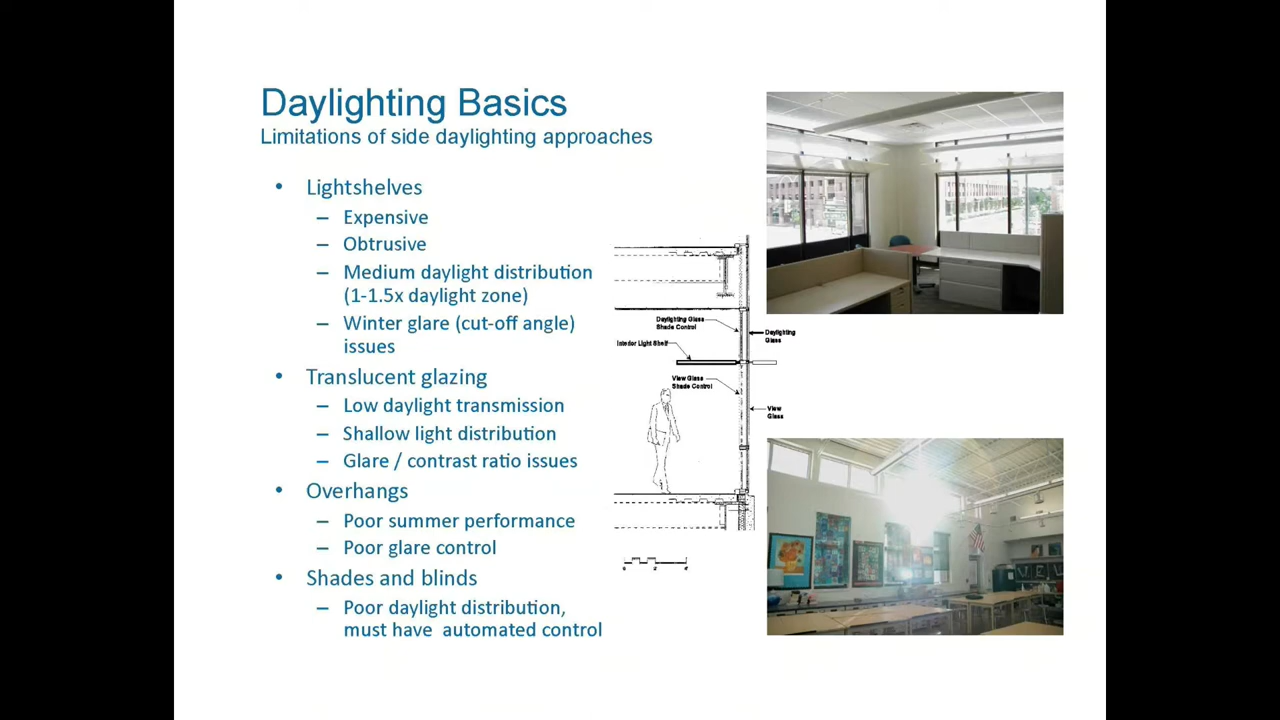 Daylighting Basics
Limitations of side daylighting approaches
• Lightshelves
– Expensive
– Obtrusive
– Medium daylight distribution
(1-1.5x daylight zone)
– Winter glare (cut-off angle)
issues
• Translucent glazing
– Low daylight transmission
– Shallow light distribution
– Glare / contrast ratio issues
• Overhangs
– Poor summer performance
– Poor glare control
• Shades and blinds
– Poor daylight distribution,
must have automated control
Daylighting Glass
Shade Control
Daylighting
Glass
Interior Light Shelf
View Glass
Shade Control
View
Glass